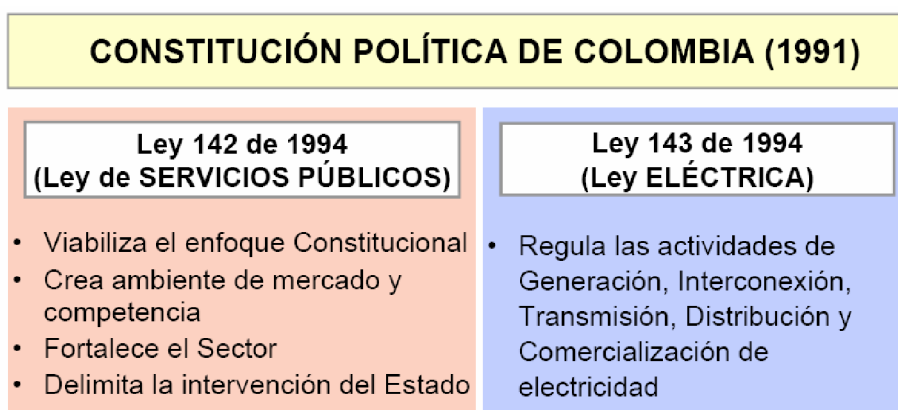 CONSTITUCIÓN POLÍTICA DE COLOMBIA (1991)
Ley 142 de 1994
(Ley de SERVICIOS PÚBLICOS)
• Viabiliza el enfoque Constitucional
• Crea ambiente de mercado y
competencia
• Fortalece el Sector
• Delimita la intervención del Estado
Ley 143 de 1994
(Ley ELÉCTRICA)
• Regula las actividades de
Generación, Interconexión,
Transmisión, Distribución y
Comercialización de
electricidad